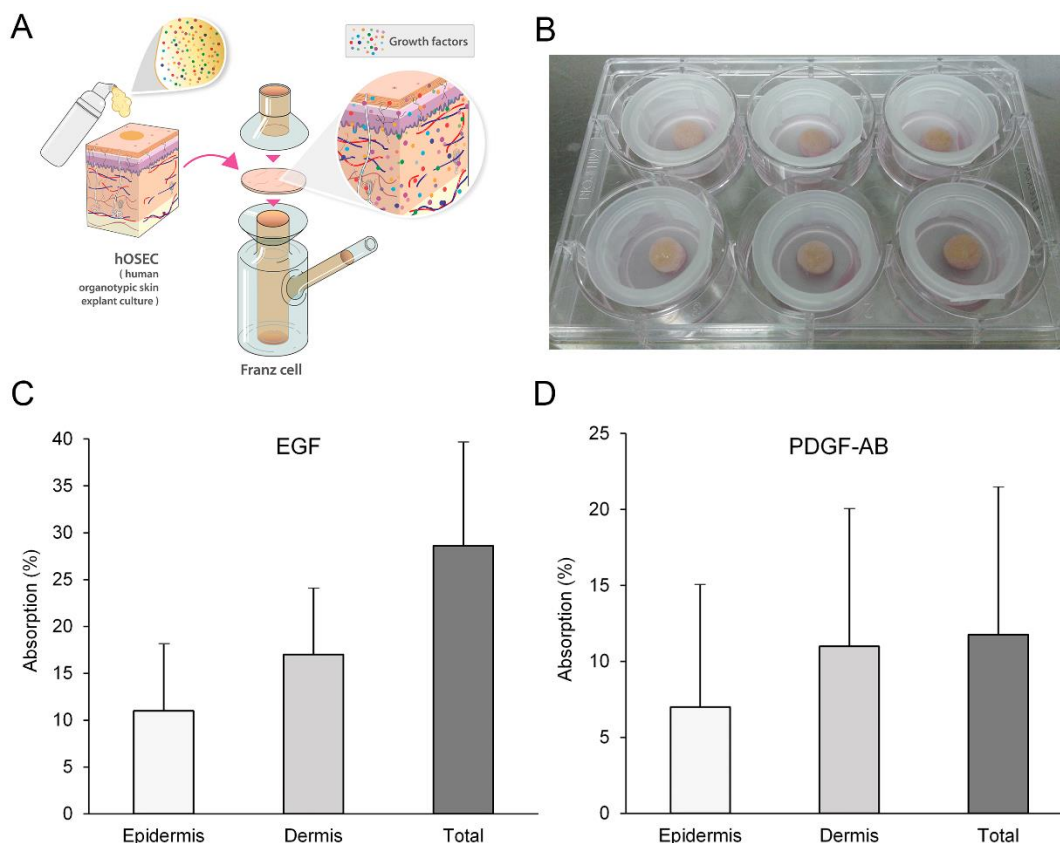 A
Growth factors
hOSEC
( human
organotypic skin
explant culture )
Franz cell
B
C
EGF
Absorption (%)
40
35
30
25
20
15
10
5
0
Epidermis Dermis Total
D
PDGF-AB
Absorption (%)
25
20
15
10
5
0
Epidermis Dermis Total